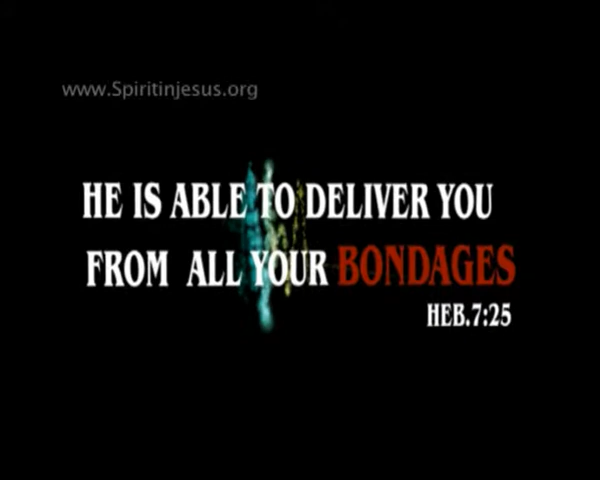 www.Spiritinjesus.org
HE IS ABLE TO DELIVER YOU
FROM ALL YOUR BONDAGES
HEB.7:25